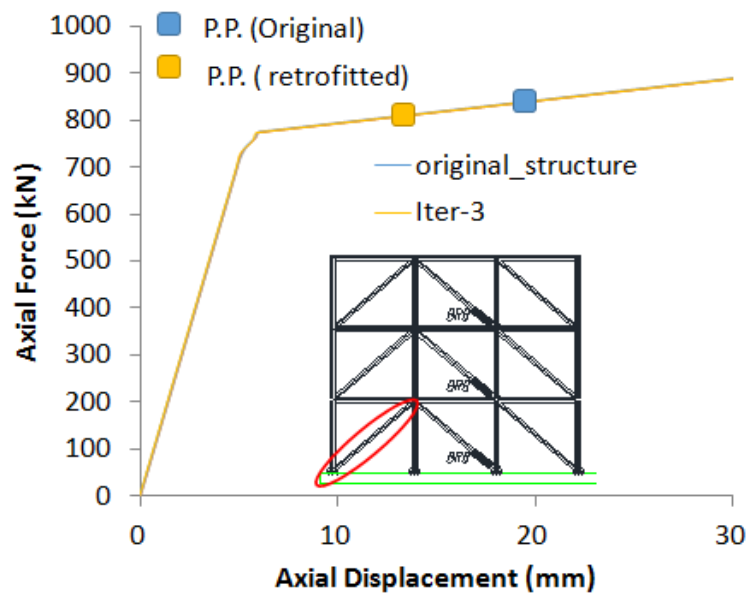 1000
900
800
700
600
500
400
300
200
100
0
Axial Force (kN)
P.P. (Original)
P.P. ( retrofitted)
original_structure
Iter-3
0
10
20
30
Axial Displacement (mm)